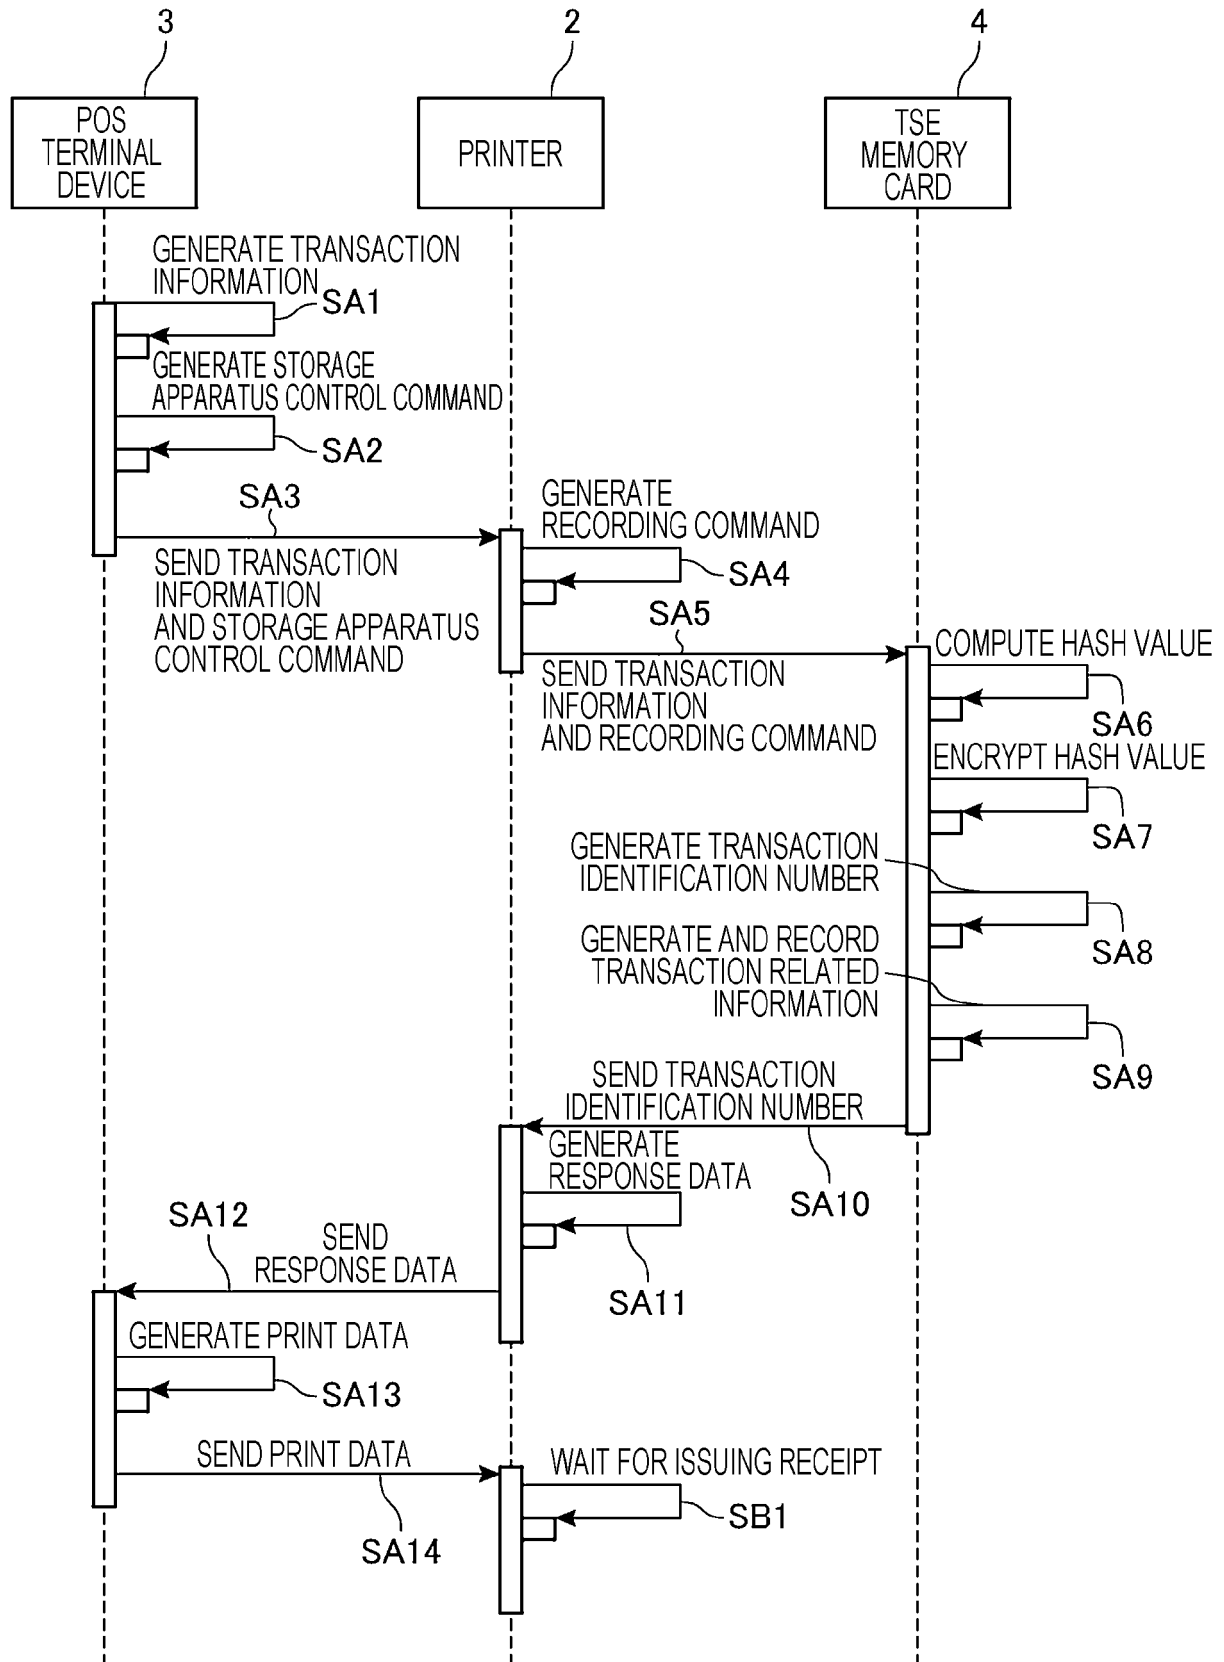 3
2
4
POS
TERMINAL
DEVICE
PRINTER
TSE
MEMORY
CARD
GENERATE TRANSACTION
INFORMATION
SA1
GENERATE STORAGE
APPARATUS CONTROL COMMAND
SA2
SA3
SEND TRANSACTION
INFORMATION
AND STORAGE APPARATUS
CONTROL COMMAND
GENERATE
RECORDING COMMAND
SA4
SA5
SEND TRANSACTION
INFORMATION
AND RECORDING COMMAND
COMPUTE HASH VALUE
SA6
ENCRYPT HASH VALUE
SA7
GENERATE TRANSACTION
IDENTIFICATION NUMBER
SA8
GENERATE AND RECORD
TRANSACTION RELATED
INFORMATION
SA9
SEND TRANSACTION
IDENTIFICATION NUMBER
SA10
GENERATE
RESPONSE DATA
SA11
SA12
SEND
RESPONSE DATA
GENERATE PRINT DATA
SA13
SEND PRINT DATA
SA14
WAIT FOR ISSUING RECEIPT
SB1